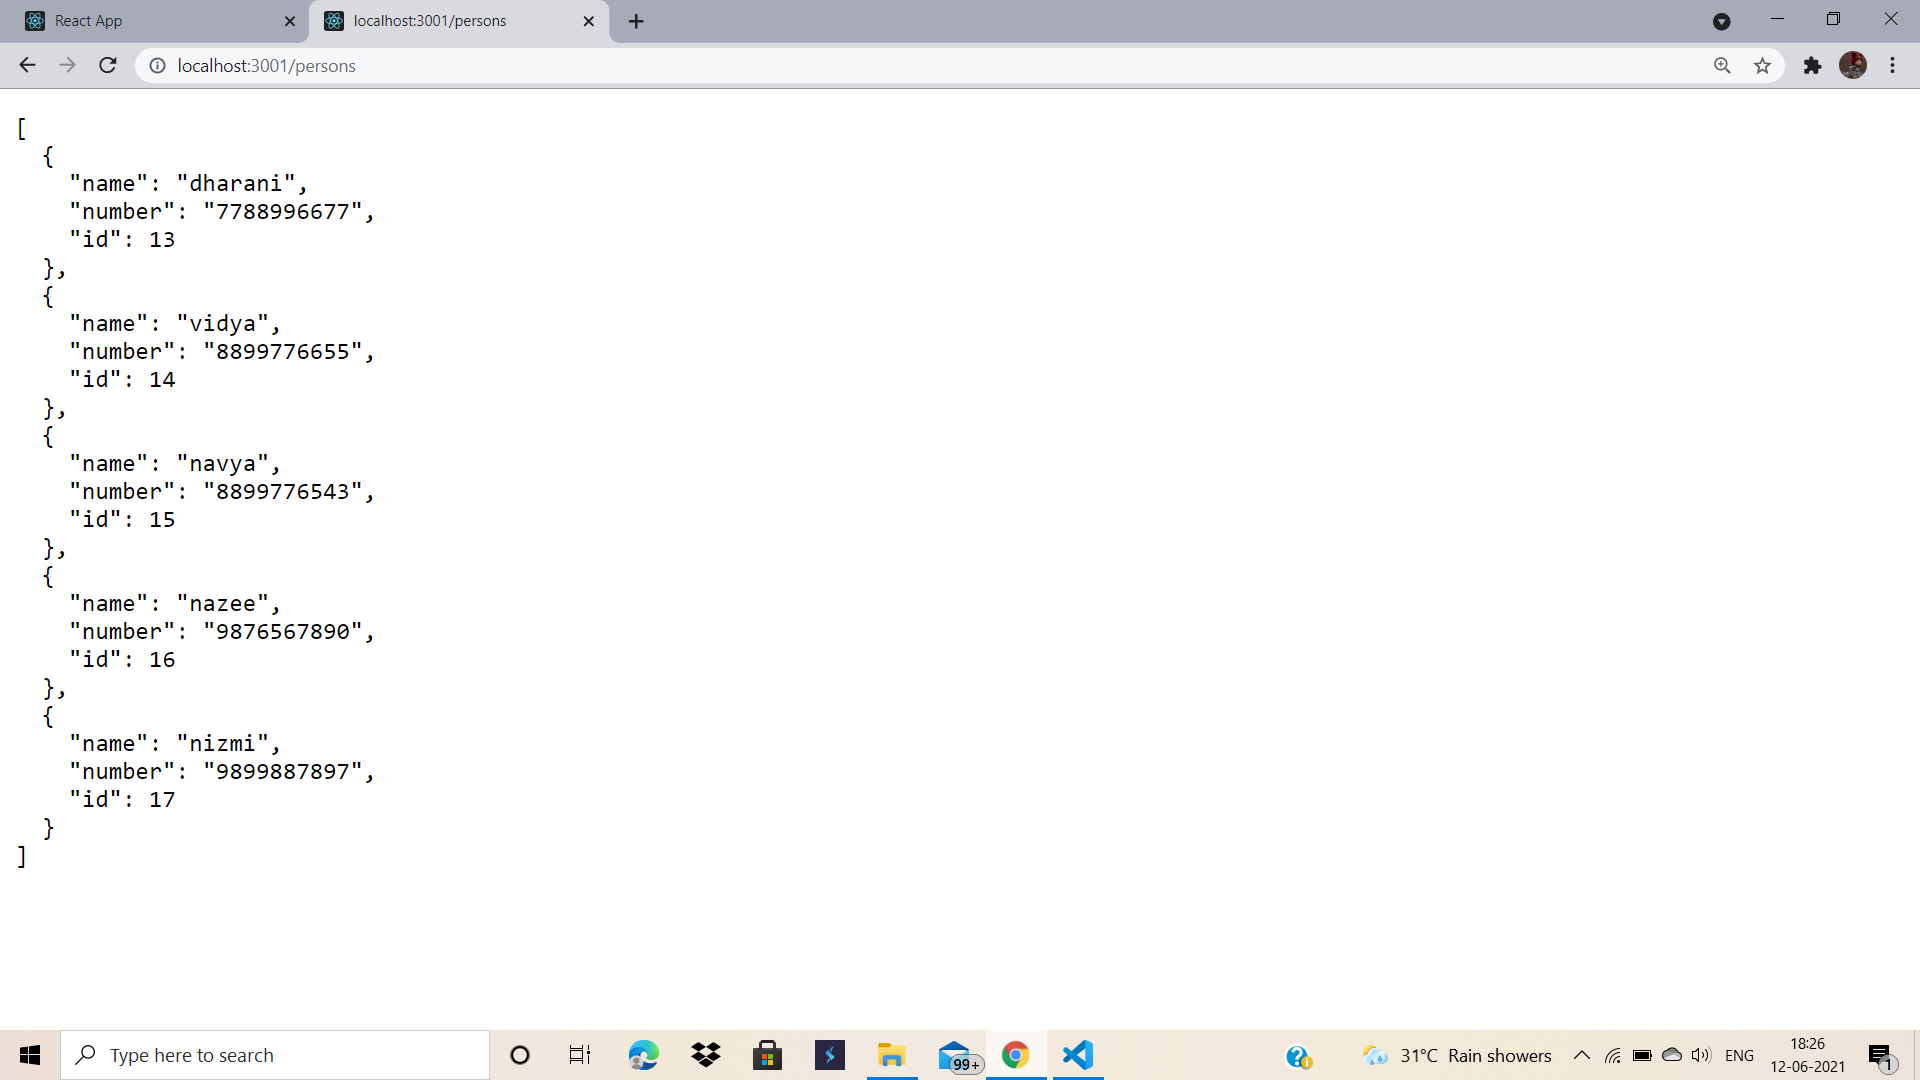 React App
localhost:3001/persons
localhost:3001/persons
[
  {
    "name": "dharani",
    "number": "7788996677",
    "id": 13
  },
  {
    "name": "vidya",
    "number": "8899776655",
    "id": 14
  },
  {
    "name": "navya",
    "number": "8899776543",
    "id": 15
  },
  {
    "name": "nazee",
    "number": "9876567890",
    "id": 16
  },
  {
    "name": "nizmi",
    "number": "9899887897",
    "id": 17
  }
]
Type here to search
99+
31°C Rain showers
ENG
18:26
12-06-2021
1